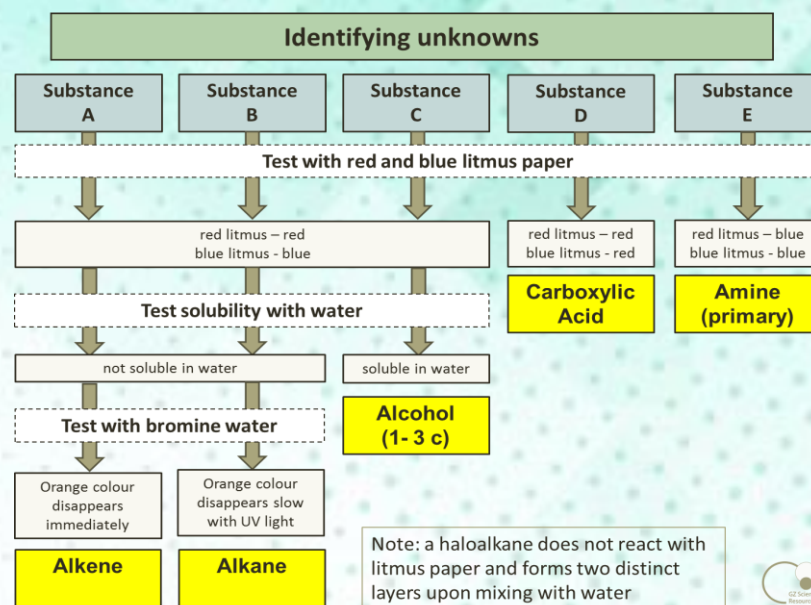 Identifying unknowns
Substance
A
Substance
B
Substance
C
Substance
D
Substance
E
Test with red and blue litmus paper
red litmus – red
blue litmus - blue
red litmus – red
blue litmus - red
red litmus – blue
blue litmus - blue
Carboxylic
Acid
Amine
(primary)
Test solubility with water
not soluble in water
soluble in water
Alcohol
(1- 3 c)
Test with bromine water
Orange colour
disappears
immediately
Orange colour
disappears slow
with UV light
Alkene
Alkane
Note: a haloalkane does not react with
litmus paper and forms two distinct
layers upon mixing with water